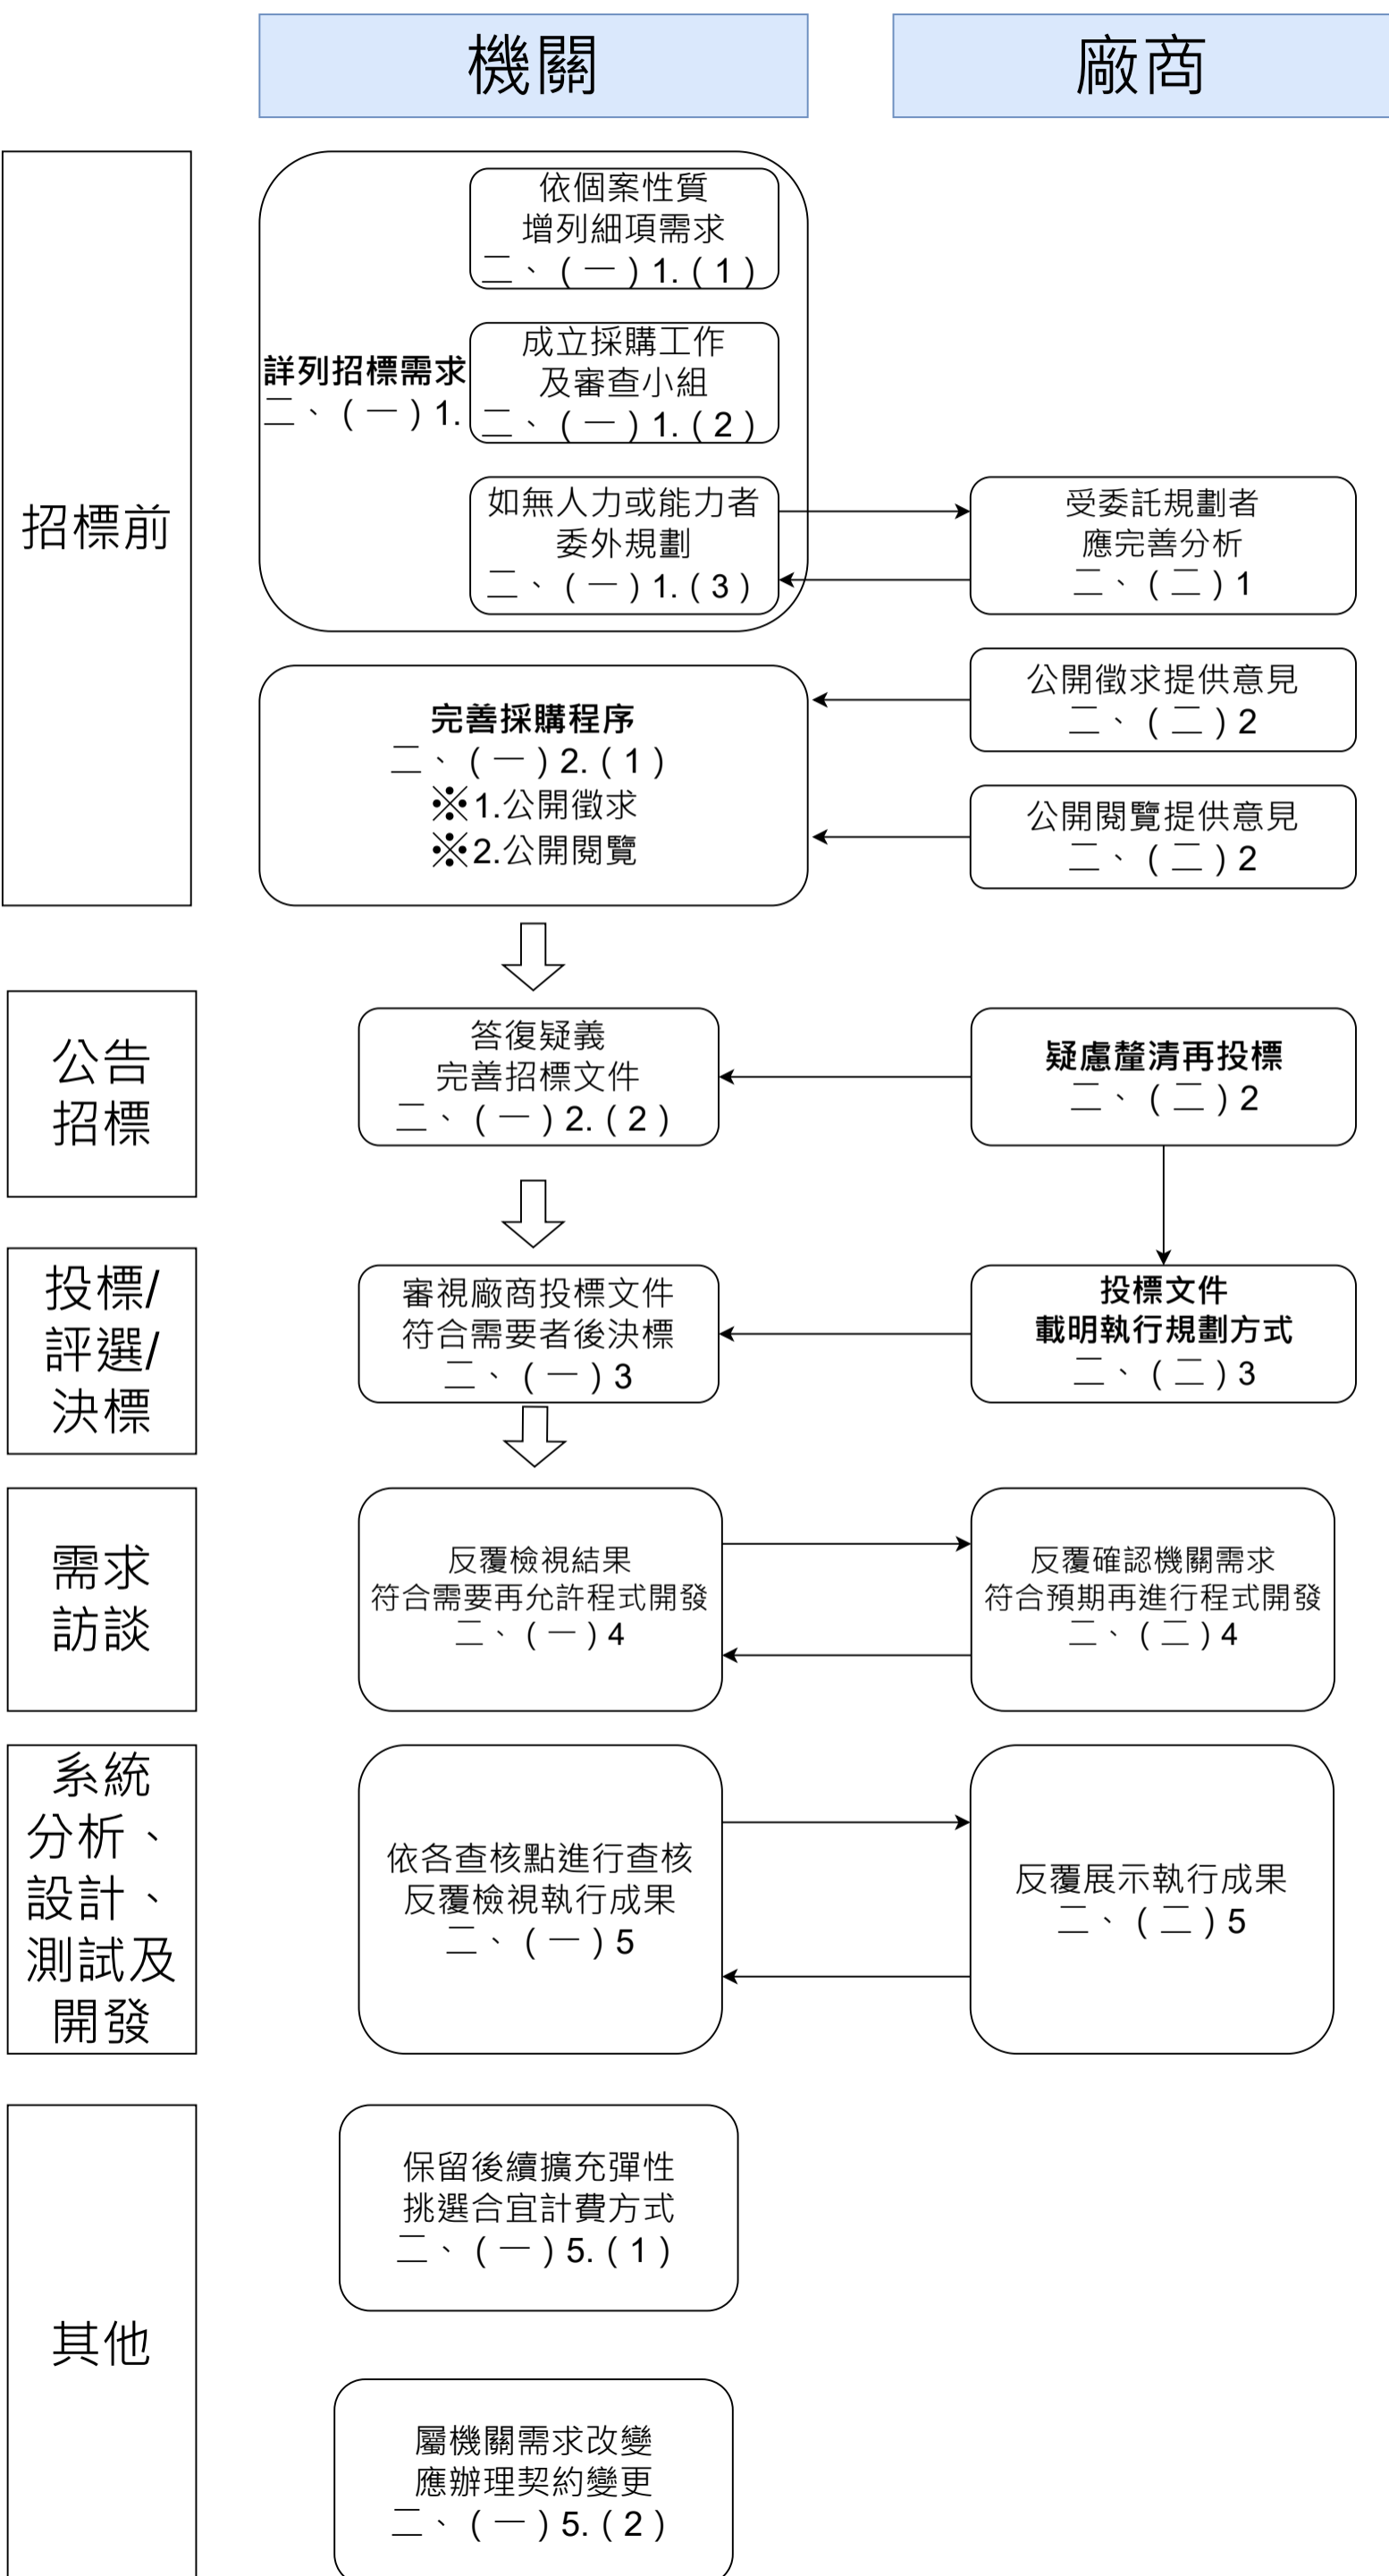 機關
廠商
招標前
詳列招標需求
二、(一)1.
依個案性質
增列細項需求
二、(一)1.(1)
成立採購工作
及審查小組
二、(一)1.(2)
如無人力或能力者
委外規劃
二、(一)1.(3)
受委託規劃者
應完善分析
二、(二)1
完善採購程序
二、(一)2.(1)
※1.公開徵求
※2.公開閱覽
公開徵求提供意見
二、(二)2
公開閱覽提供意見
二、(二)2
公告
招標
答復疑義
完善招標文件
二、(一)2.(2)
疑慮釐清再投標
二、(二)2
投標/
評選/
決標
審視廠商投標文件
符合需要者後決標
二、(一)3
投標文件
載明執行規劃方式
二、(二)3
需求
訪談
反覆檢視結果
符合需要再允許程式開發
二、(一)4
反覆確認機關需求
符合預期再進行程式開發
二、(二)4
系統
分析、
設計、
測試及
開發
依各查核點進行查核
反覆檢視執行成果
二、(一)5
反覆展示執行成果
二、(二)5
其他
保留後續擴充彈性
挑選合宜計費方式
二、(一)5.(1)
屬機關需求改變
應辦理契約變更
二、(一)5.(2)